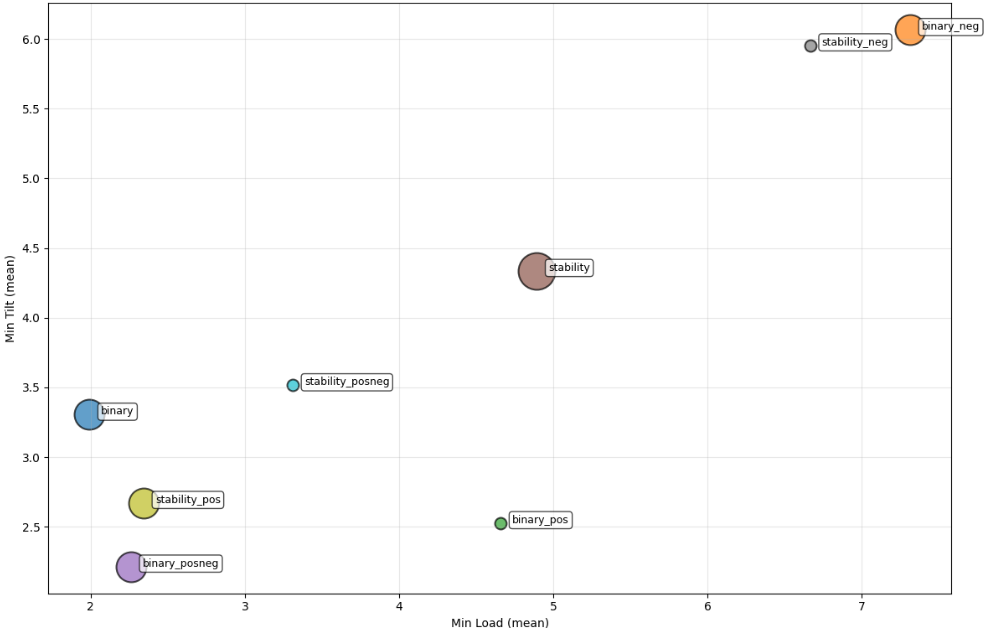 6.0
5.5
5.0
4.5
4.0
3.5
3.0
2.5
Min Tilt (mean)
binary_neg
stability_neg
stability
stability_posneg
binary
stability_pos
binary_pos
binary_posneg
2 3 4 5 6 7
Min Load (mean)